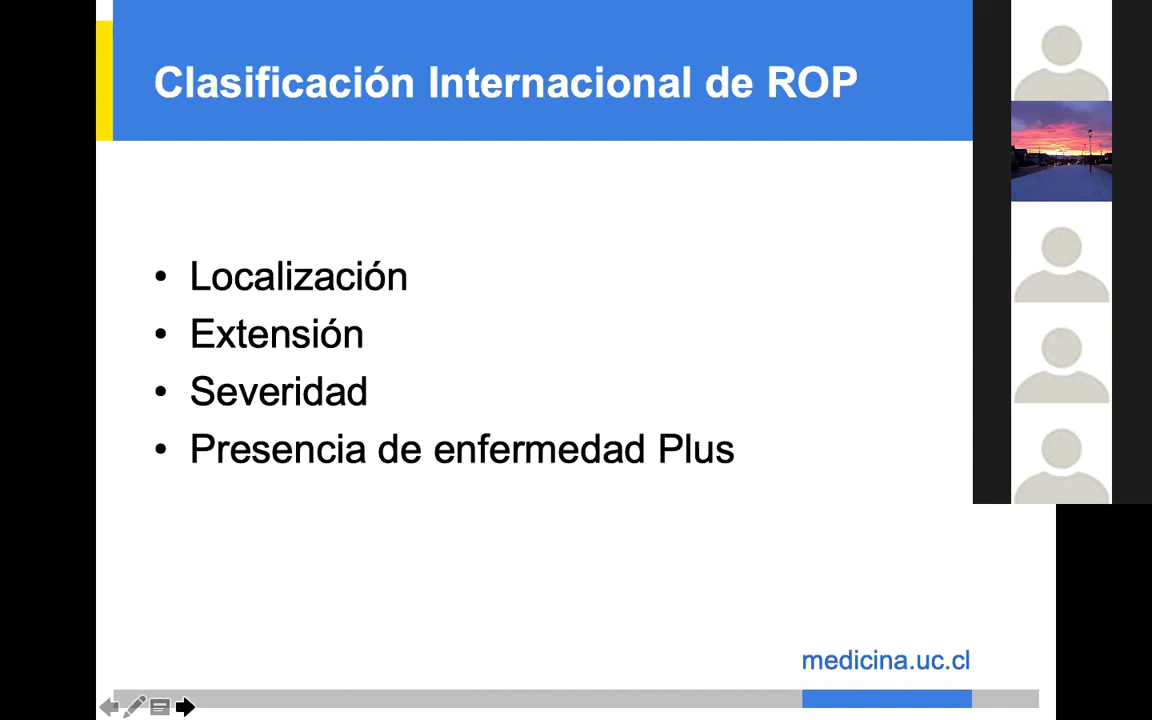 Clasificación Internacional de ROP
• Localización
• Extensión
• Severidad
• Presencia de enfermedad Plus
medicina.uc.cl